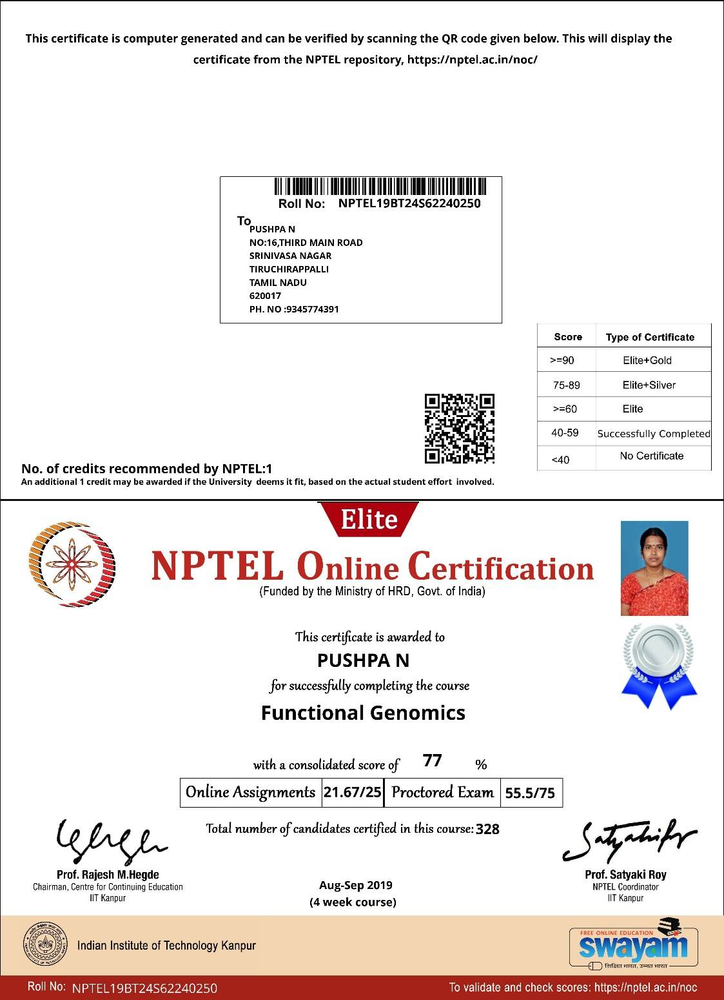 This certificate is computer generated and can be verified by scanning the QR code given below. This will display the
certificate from the NPTEL repository, https://nptel.ac.in/noc/
Roll No: NPTEL19BT24S62240250
To
PUSHPA N
NO:16,THIRD MAIN ROAD
SRINIVASA NAGAR
TIRUCHIRAPPALLI
TAMIL NADU
620017
PH. NO :9345774391
Score Type of Certificate
>=90 Elite+Gold
75-89 Elite+Silver
>=60 Elite
40-59 Successfully Completed
<40 No Certificate
No. of credits recommended by NPTEL:1
An additional 1 credit may be awarded if the University deems it fit, based on the actual student effort involved.
Elite
NPTEL Online Certification
(Funded by the Ministry of HRD, Govt. of India)
This certificate is awarded to
PUSHPA N
for successfully completing the course
Functional Genomics
with a consolidated score of 77 %
Online Assignments 21.67/25 Proctored Exam 55.5/75
Total number of candidates certified in this course: 328
Prof. Rajesh M.Hegde
Chairman, Centre for Continuing Education
IIT Kanpur
Aug-Sep 2019
(4 week course)
Prof. Satyaki Roy
NPTEL Coordinator
IIT Kanpur
Indian Institute of Technology Kanpur
FREE ONLINE EDUCATION
swayam
शिक्षित भारत, उन्नत भारत
Roll No: NPTEL19BT24S62240250
To validate and check scores: https://nptel.ac.in/noc